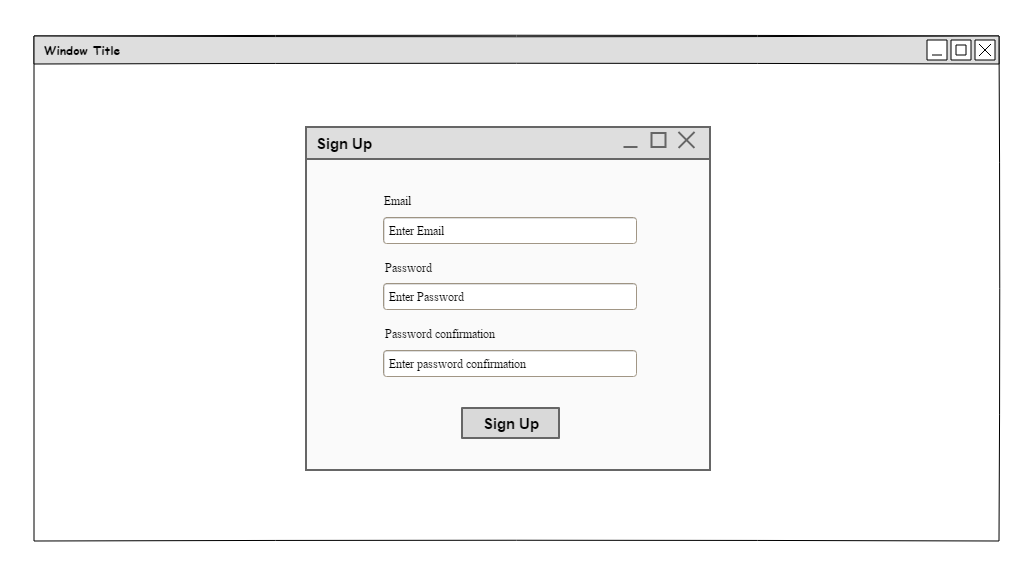 Window Title
Sign Up
Email
Enter Email
Password
Enter Password
Password confirmation
Enter password confirmation
Sign Up